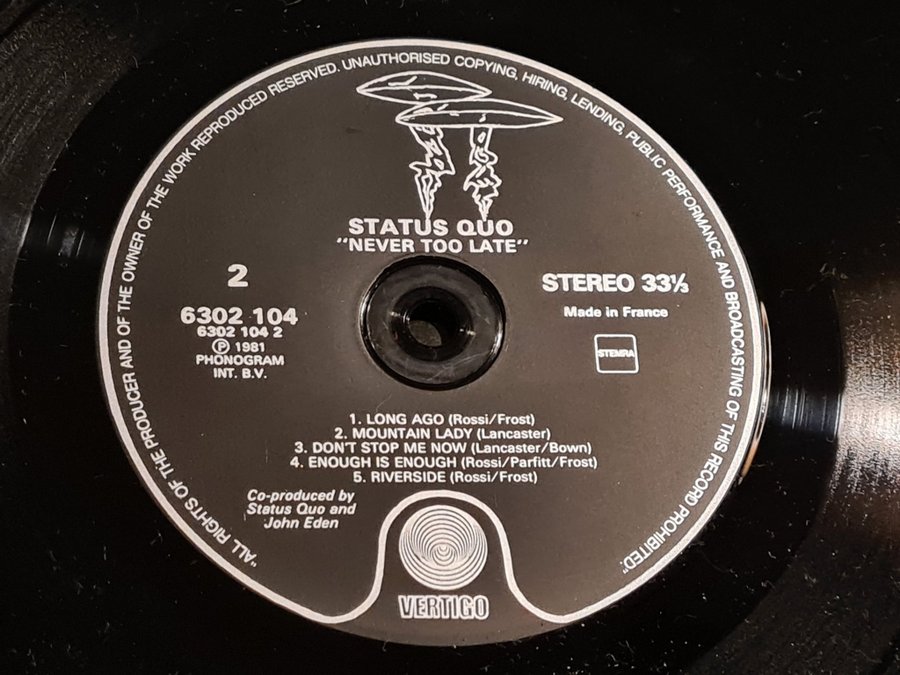 "ALL RIGHTS OF THE PRODUCER AND OF THE OWNER OF THE WORK REPRODUCED RESERVED. UNAUTHORISED COPYING, HIRING, LENDING, PUBLIC PERFORMANCE AND BROADCASTING OF THIS RECORD PROHIBITED."
STATUS QUO
"NEVER TOO LATE"
2
STEREO 33⅓
6302 104
6302 104 2
Ⓟ 1981
PHONOGRAM
INT. B.V.
Made in France
STEMRA
1. LONG AGO (Rossi/Frost)
2. MOUNTAIN LADY (Lancaster)
3. DON'T STOP ME NOW (Lancaster/Bown)
4. ENOUGH IS ENOUGH (Rossi/Parfitt/Frost)
5. RIVERSIDE (Rossi/Frost)
Co-produced by
Status Quo and
John Eden
VERTIGO